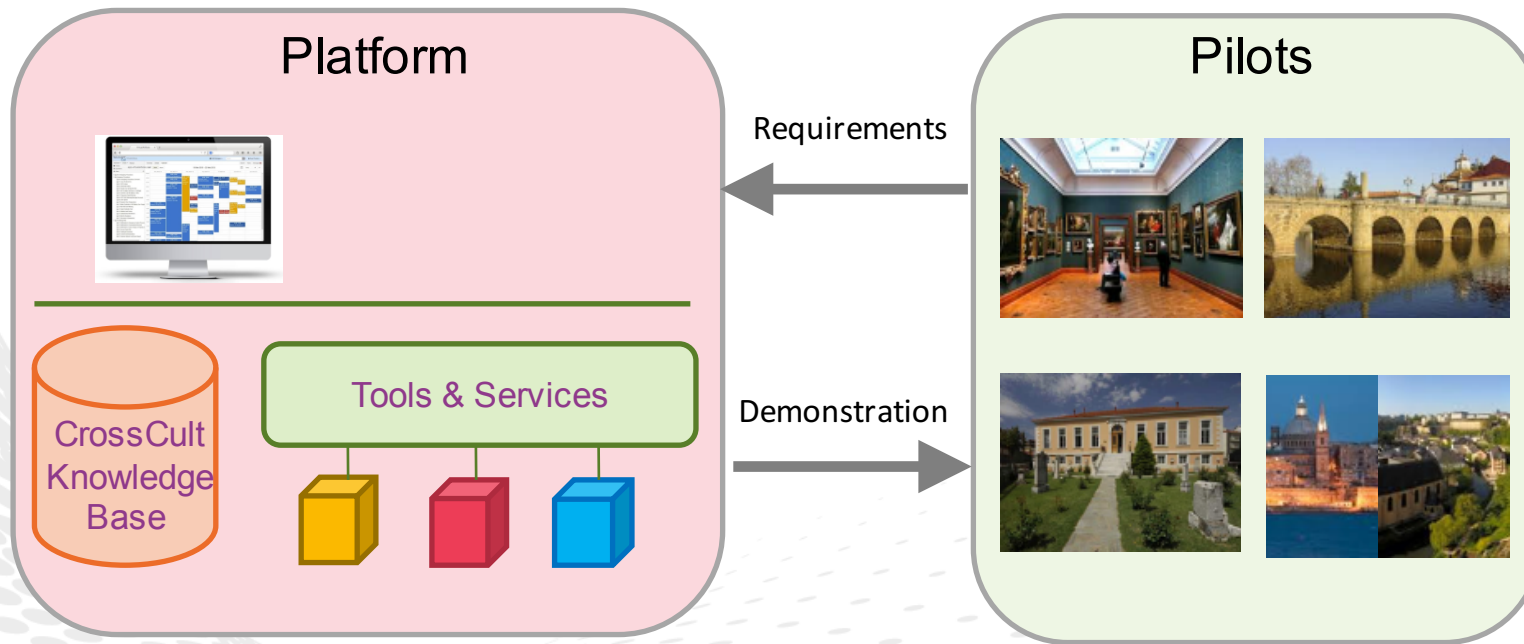 Platform
Pilots
Requirements
Tools & Services
CrossCult
Knowledge
Base
Demonstration